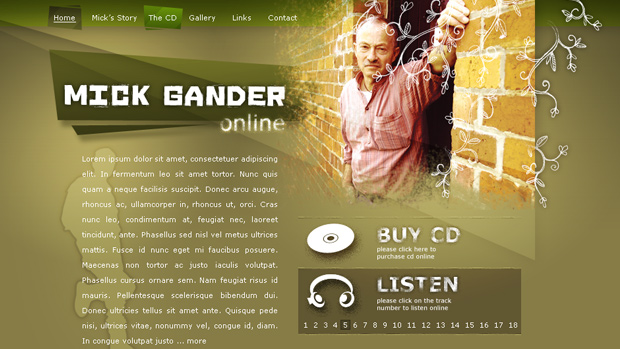 Home Mick's Story The CD Gallery Links Contact
MICK GANDER
online
Lorem ipsum dolor sit amet, consectetuer adipiscing
elit. In fermentum leo sit amet tortor. Nunc quis
quam a neque facilisis suscipit. Donec arcu augue,
rhoncus ac, ullamcorper in, rhoncus ut, orci. Cras
nunc leo, condimentum at, feugiat nec, laoreet
tincidunt, ante. Phasellus sed nisl vel metus ultrices
mattis. Fusce id nunc eget mi faucibus posuere.
Maecenas non tortor ac justo iaculis volutpat.
Phasellus cursus ornare sem. Nam feugiat risus id
mauris. Pellentesque scelerisque bibendum dui.
Donec ultricies tellus sit amet ante. Quisque pede
nisi, ultrices vitae, nonummy vel, congue id, diam.
In congue volutpat justo ... more
BUY CD
please click here to
purchase cd online
LISTEN
please click on the track
number to listen online
1 2 3 4 5 6 7 8 9 10 11 12 13 14 15 16 17 18